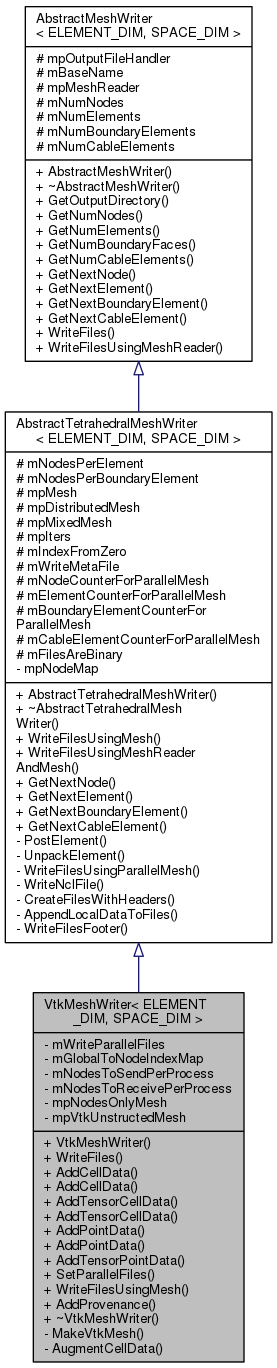 AbstractMeshWriter
< ELEMENT_DIM, SPACE_DIM >
# mpOutputFileHandler
# mBaseName
# mpMeshReader
# mNumNodes
# mNumElements
# mNumBoundaryElements
# mNumCableElements
+ AbstractMeshWriter()
+ ~AbstractMeshWriter()
+ GetOutputDirectory()
+ GetNumNodes()
+ GetNumElements()
+ GetNumBoundaryFaces()
+ GetNumCableElements()
+ GetNextNode()
+ GetNextElement()
+ GetNextBoundaryElement()
+ GetNextCableElement()
+ WriteFiles()
+ WriteFilesUsingMeshReader()
AbstractTetrahedralMeshWriter
< ELEMENT_DIM, SPACE_DIM >
# mNodesPerElement
# mNodesPerBoundaryElement
# mpMesh
# mpDistributedMesh
# mpMixedMesh
# mpIters
# mIndexFromZero
# mWriteMetaFile
# mNodeCounterForParallelMesh
# mElementCounterForParallelMesh
# mBoundaryElementCounterFor
ParallelMesh
# mCableElementCounterForParallelMesh
# mFilesAreBinary
- mpNodeMap
+ AbstractTetrahedralMeshWriter()
+ ~AbstractTetrahedralMesh
Writer()
+ WriteFilesUsingMesh()
+ WriteFilesUsingMeshReader
AndMesh()
+ GetNextNode()
+ GetNextElement()
+ GetNextBoundaryElement()
+ GetNextCableElement()
- PostElement()
- UnpackElement()
- WriteFilesUsingParallelMesh()
- WriteNclFile()
- CreateFilesWithHeaders()
- AppendLocalDataToFiles()
- WriteFilesFooter()
VtkMeshWriter< ELEMENT
_DIM, SPACE_DIM >
- mWriteParallelFiles
- mGlobalToNodeIndexMap
- mNodesToSendPerProcess
- mNodesToReceivePerProcess
- mpNodesOnlyMesh
- mpVtkUnstructedMesh
+ VtkMeshWriter()
+ WriteFiles()
+ AddCellData()
+ AddCellData()
+ AddTensorCellData()
+ AddTensorCellData()
+ AddPointData()
+ AddPointData()
+ AddTensorPointData()
+ SetParallelFiles()
+ WriteFilesUsingMesh()
+ AddProvenance()
+ ~VtkMeshWriter()
- MakeVtkMesh()
- AugmentCellData()